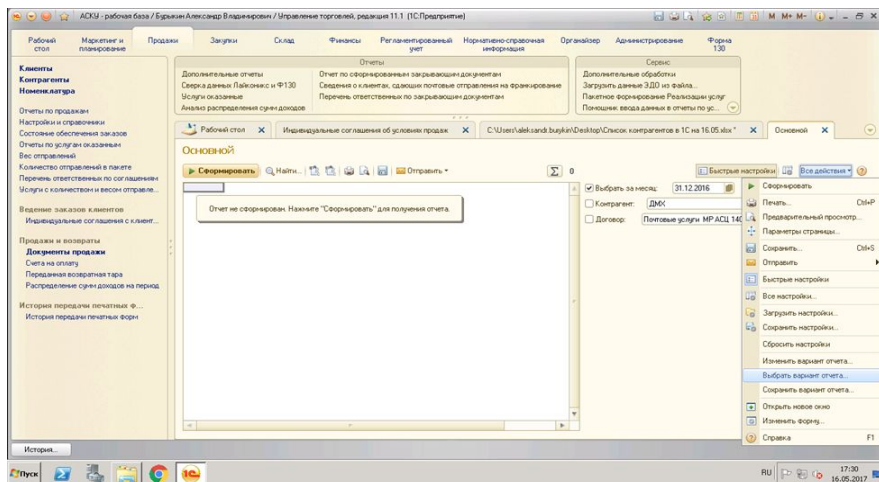 АСКУ - рабочая база / Бурыкин Александр Владимирович / Управление торговлей, редакция 11.1 (1С:Предприятие)
M M+ M-
Рабочий стол
Маркетинг и планирование
Продажи
Закупки
Склад
Финансы
Регламентированный учет
Нормативно-справочная информация
Органайзер
Администрирование
Форма 130
Клиенты
Контрагенты
Номенклатура
Отчеты по продажам
Настройки и справочники
Состояние обеспечения заказов
Отчеты по услугам оказанным
Вес отправлений
Количество отправлений в пакете
Перечень ответственных по соглашениям
Услуги с количеством и весом отправле...
Ведение заказов клиентов
Индивидуальные соглашения с клиент...
Продажи и возвраты
Документы продажи
Счета на оплату
Переданная возвратная тара
Распределение сумм доходов на период
История передачи печатных ф...
История передачи печатных форм
Отчеты
Дополнительные отчеты
Сверка данных Лайконикс и Ф130
Услуги оказанные
Анализ распределения сумм доходов
Отчет по сформированным закрывающим документам
Сведения о клиентах, сдающих почтовые отправления на франкирование
Перечень ответственных по закрывающим документам
Сервис
Дополнительные обработки
Загрузить данные ЭДО из файла...
Пакетное формирование Реализации услуг
Помощник ввода данных в отчеты по ус...
Рабочий стол
Индивидуальные соглашения об условиях продаж
C:\Users\aleksandr.burykin\Desktop\Список контрагентов в 1С на 16.05.xlsx *
Основной
Основной
Сформировать
Найти...
Отправить
Σ 0
Быстрые настройки
Все действия
Отчет не сформирован. Нажмите "Сформировать" для получения отчета.
Выбрать за месяц: 31.12.2016
Контрагент: ДМХ
Договор: Почтовые услуги МР АСЦ 140
Сформировать
Печать... Ctrl+P
Предварительный просмотр...
Параметры страницы...
Сохранить... Ctrl+S
Отправить
Быстрые настройки
Все настройки...
Загрузить настройки...
Сохранить настройки...
Сбросить настройки
Изменить вариант отчета...
Выбрать вариант отчета...
Сохранить вариант отчета...
Открыть новое окно
Изменить форму...
Справка F1
История...
Пуск
1С
RU
17:30
16.05.2017